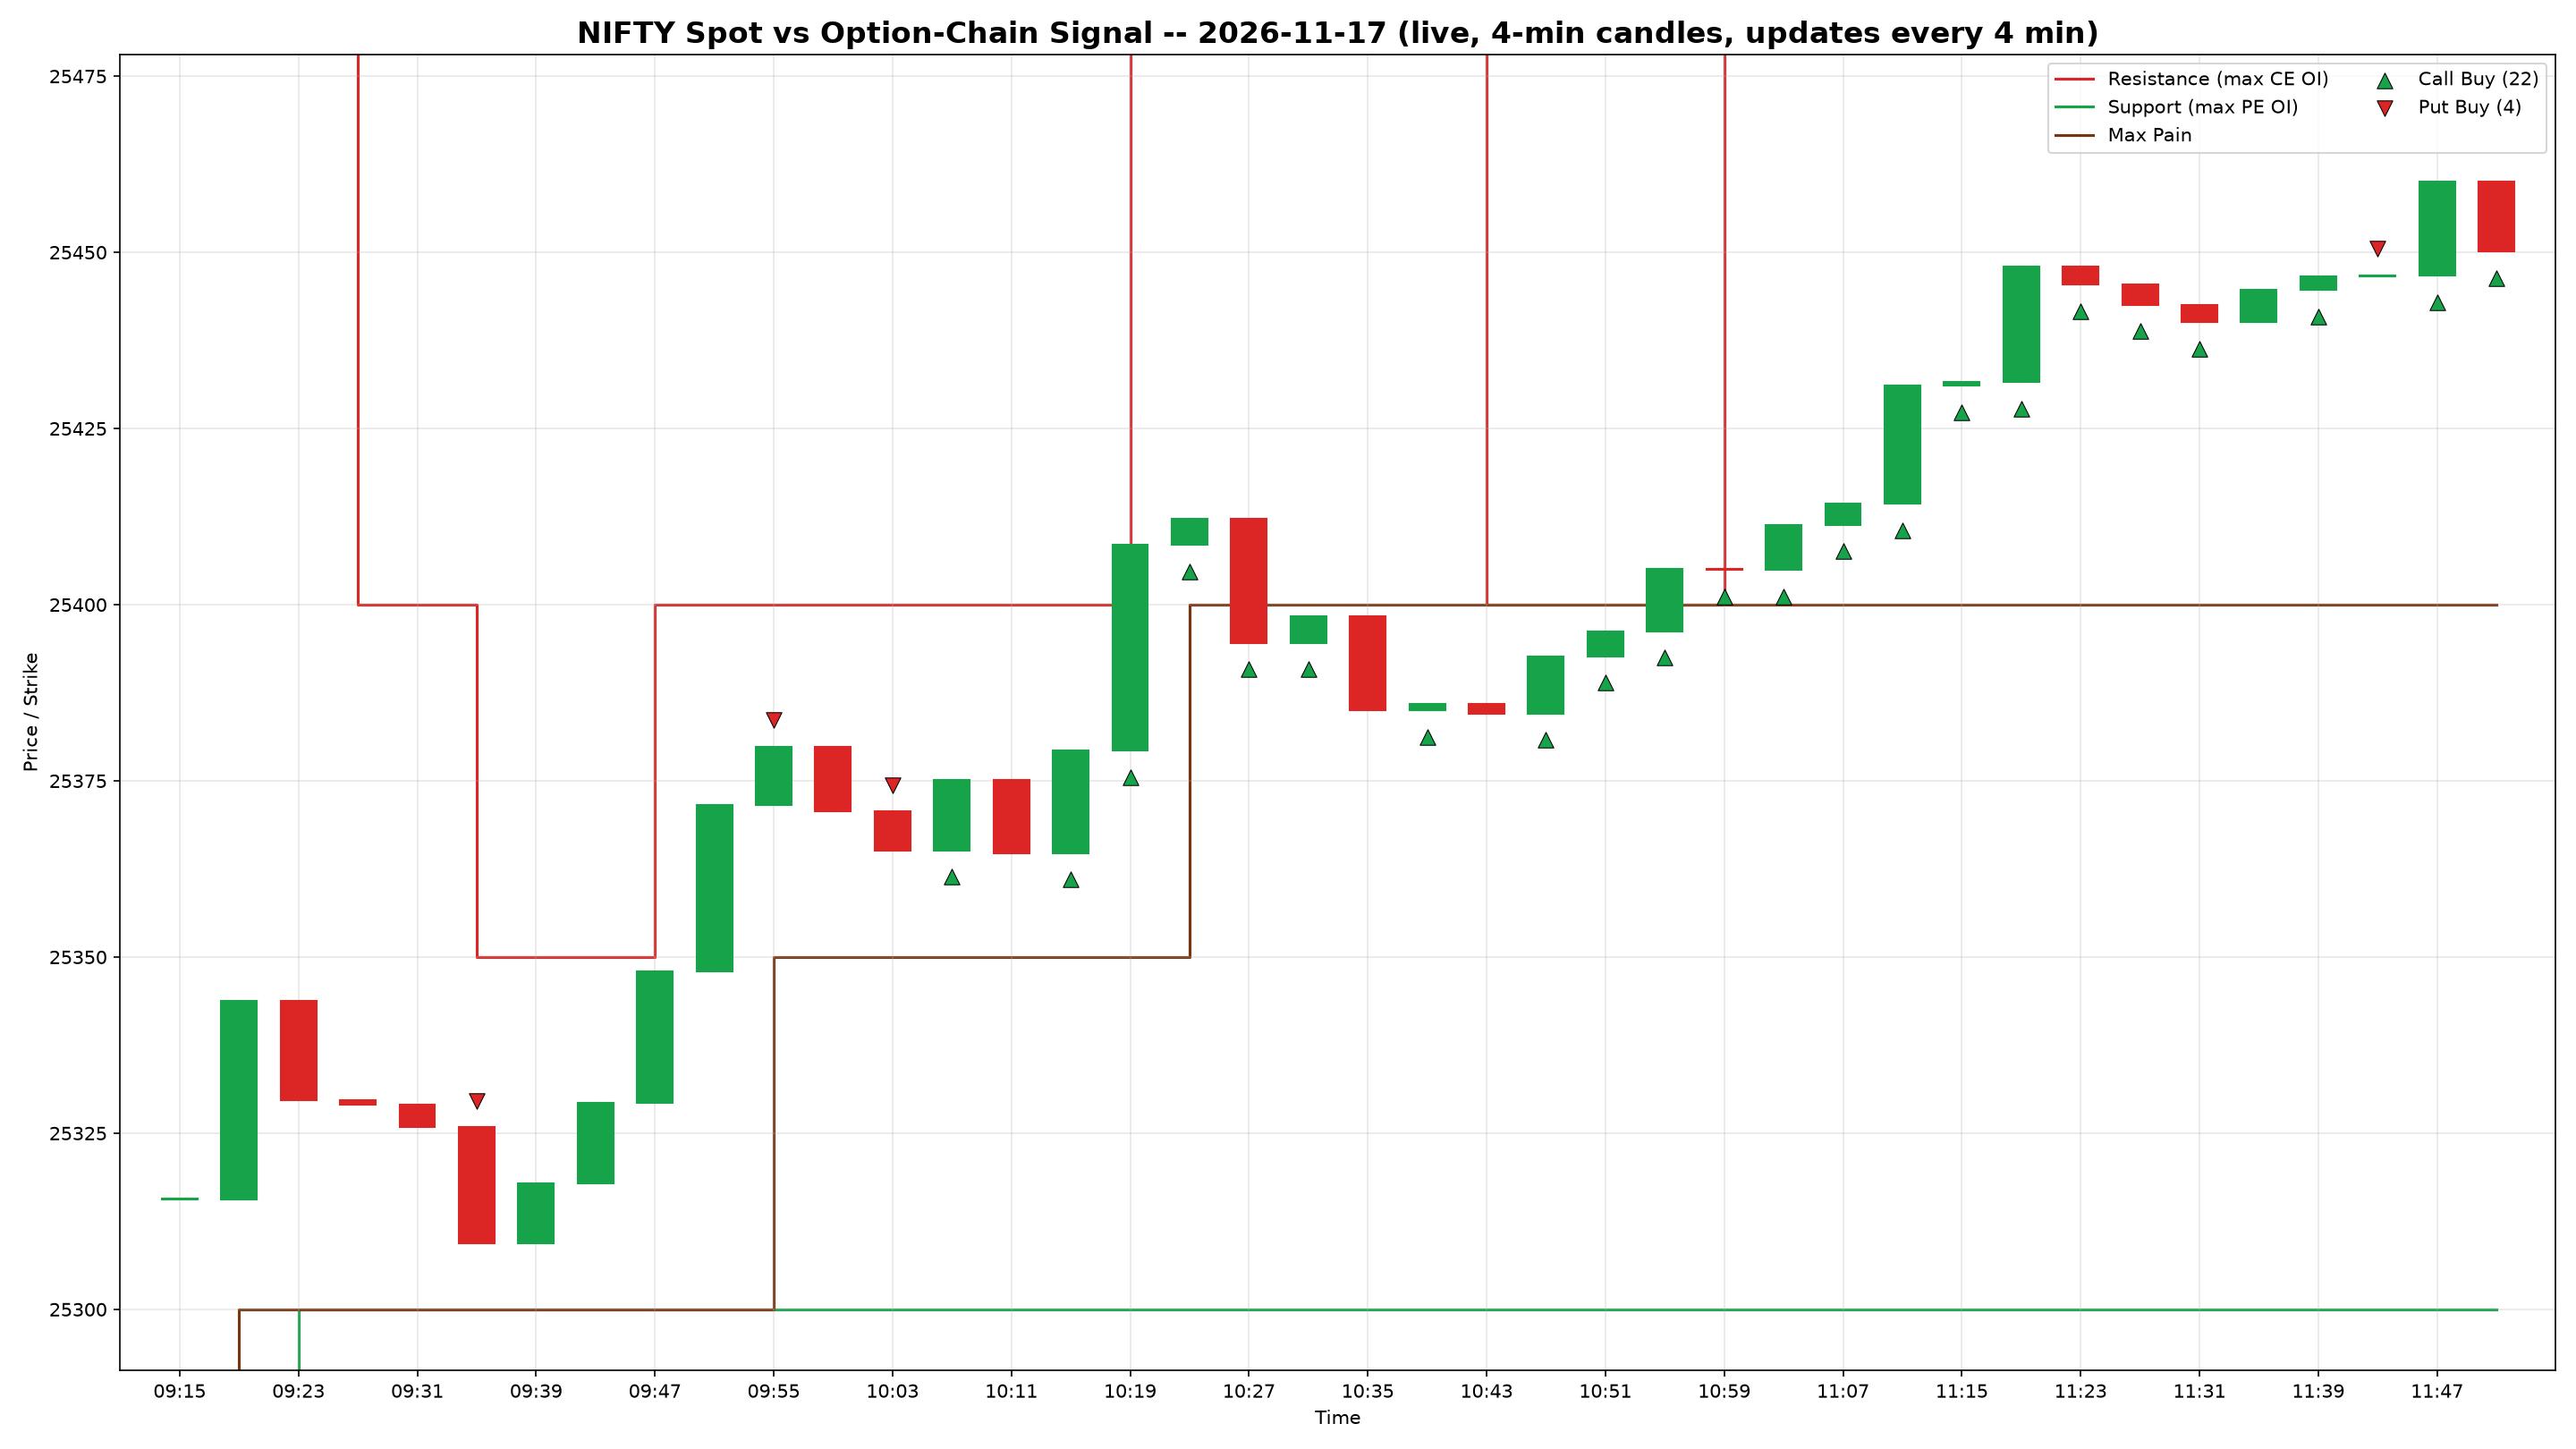 NIFTY Spot vs Option-Chain Signal -- 2026-11-17 (live, 4-min candles, updates every 4 min)
Resistance (max CE OI)
Support (max PE OI)
Max Pain
Call Buy (22)
Put Buy (4)
Price / Strike
25475
25450
25425
25400
25375
25350
25325
25300
09:15 09:23 09:31 09:39 09:47 09:55 10:03 10:11 10:19 10:27 10:35 10:43 10:51 10:59 11:07 11:15 11:23 11:31 11:39 11:47
Time